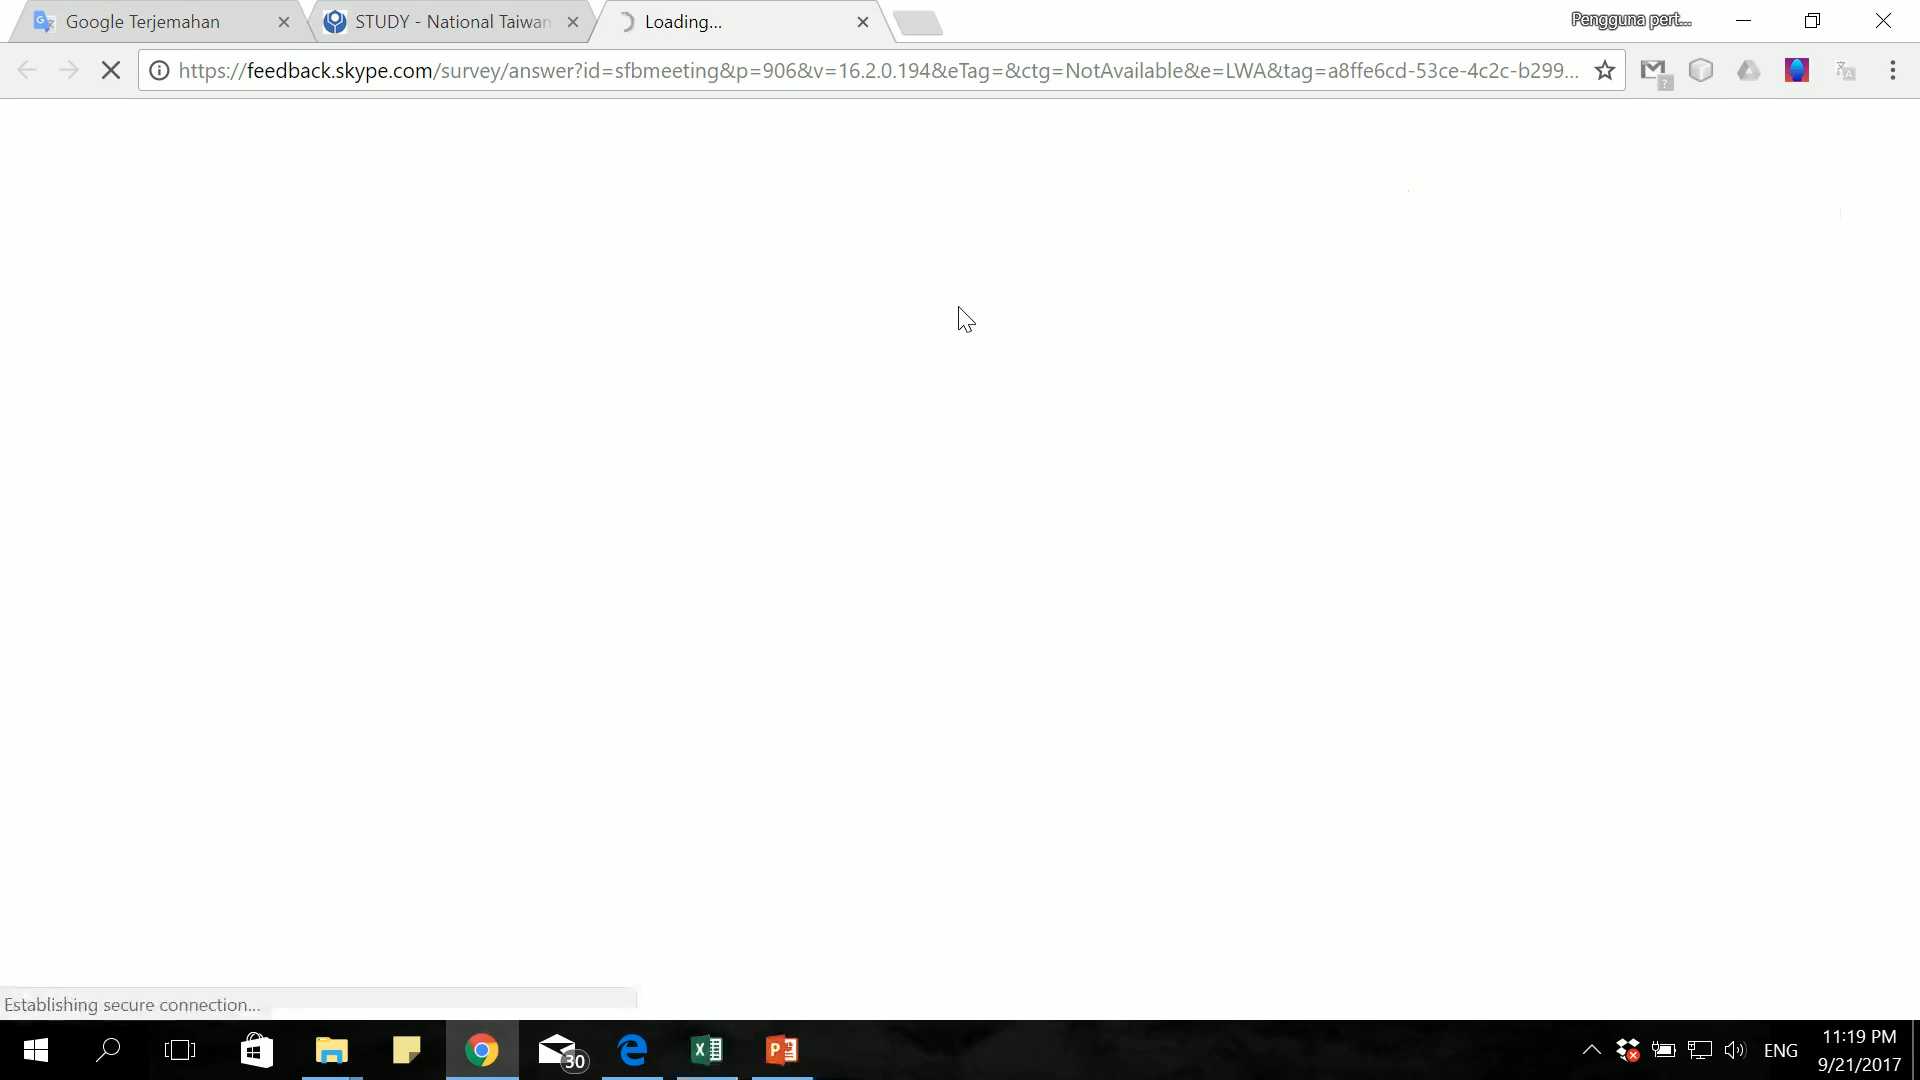 Google Terjemahan
STUDY - National Taiwan
Loading...
Pengguna pert...
https://feedback.skype.com/survey/answer?id=sfbmeeting&p=906&v=16.2.0.194&eTag=&ctg=NotAvailable&e=LWA&tag=a8ffe6cd-53ce-4c2c-b299...
Establishing secure connection...
30
ENG
11:19 PM
9/21/2017